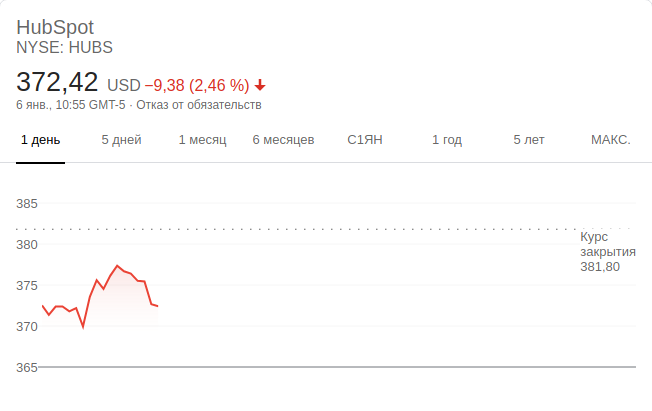 HubSpot
NYSE: HUBS
372,42 USD −9,38 (2,46 %)
6 янв., 10:55 GMT-5 · Отказ от обязательств
1 день 5 дней 1 месяц 6 месяцев С1ЯН 1 год 5 лет МАКС.
385
380
375
370
365
Курс
закрытия
381,80